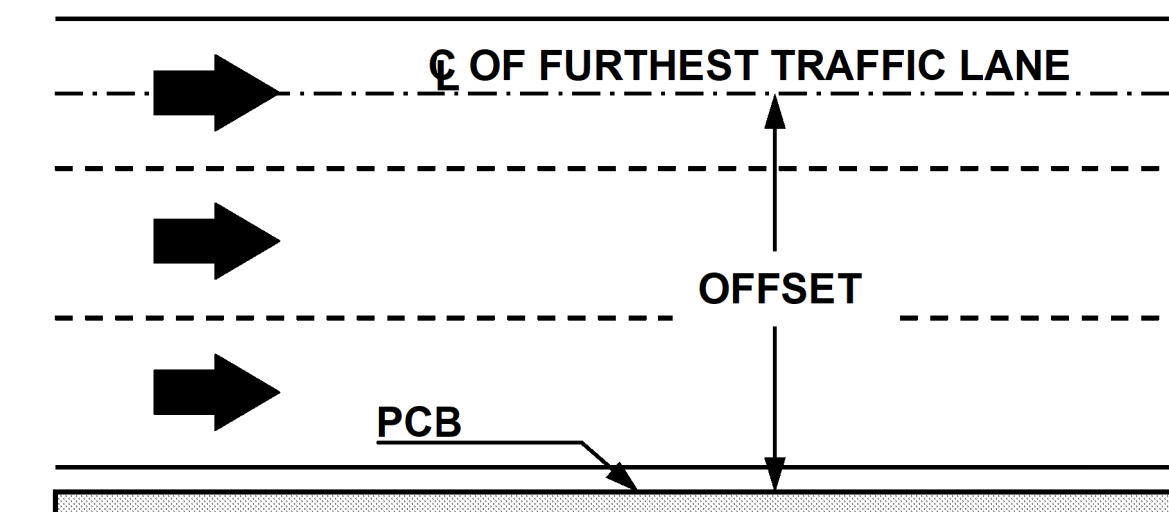 ℄ OF FURTHEST TRAFFIC LANE
OFFSET
PCB